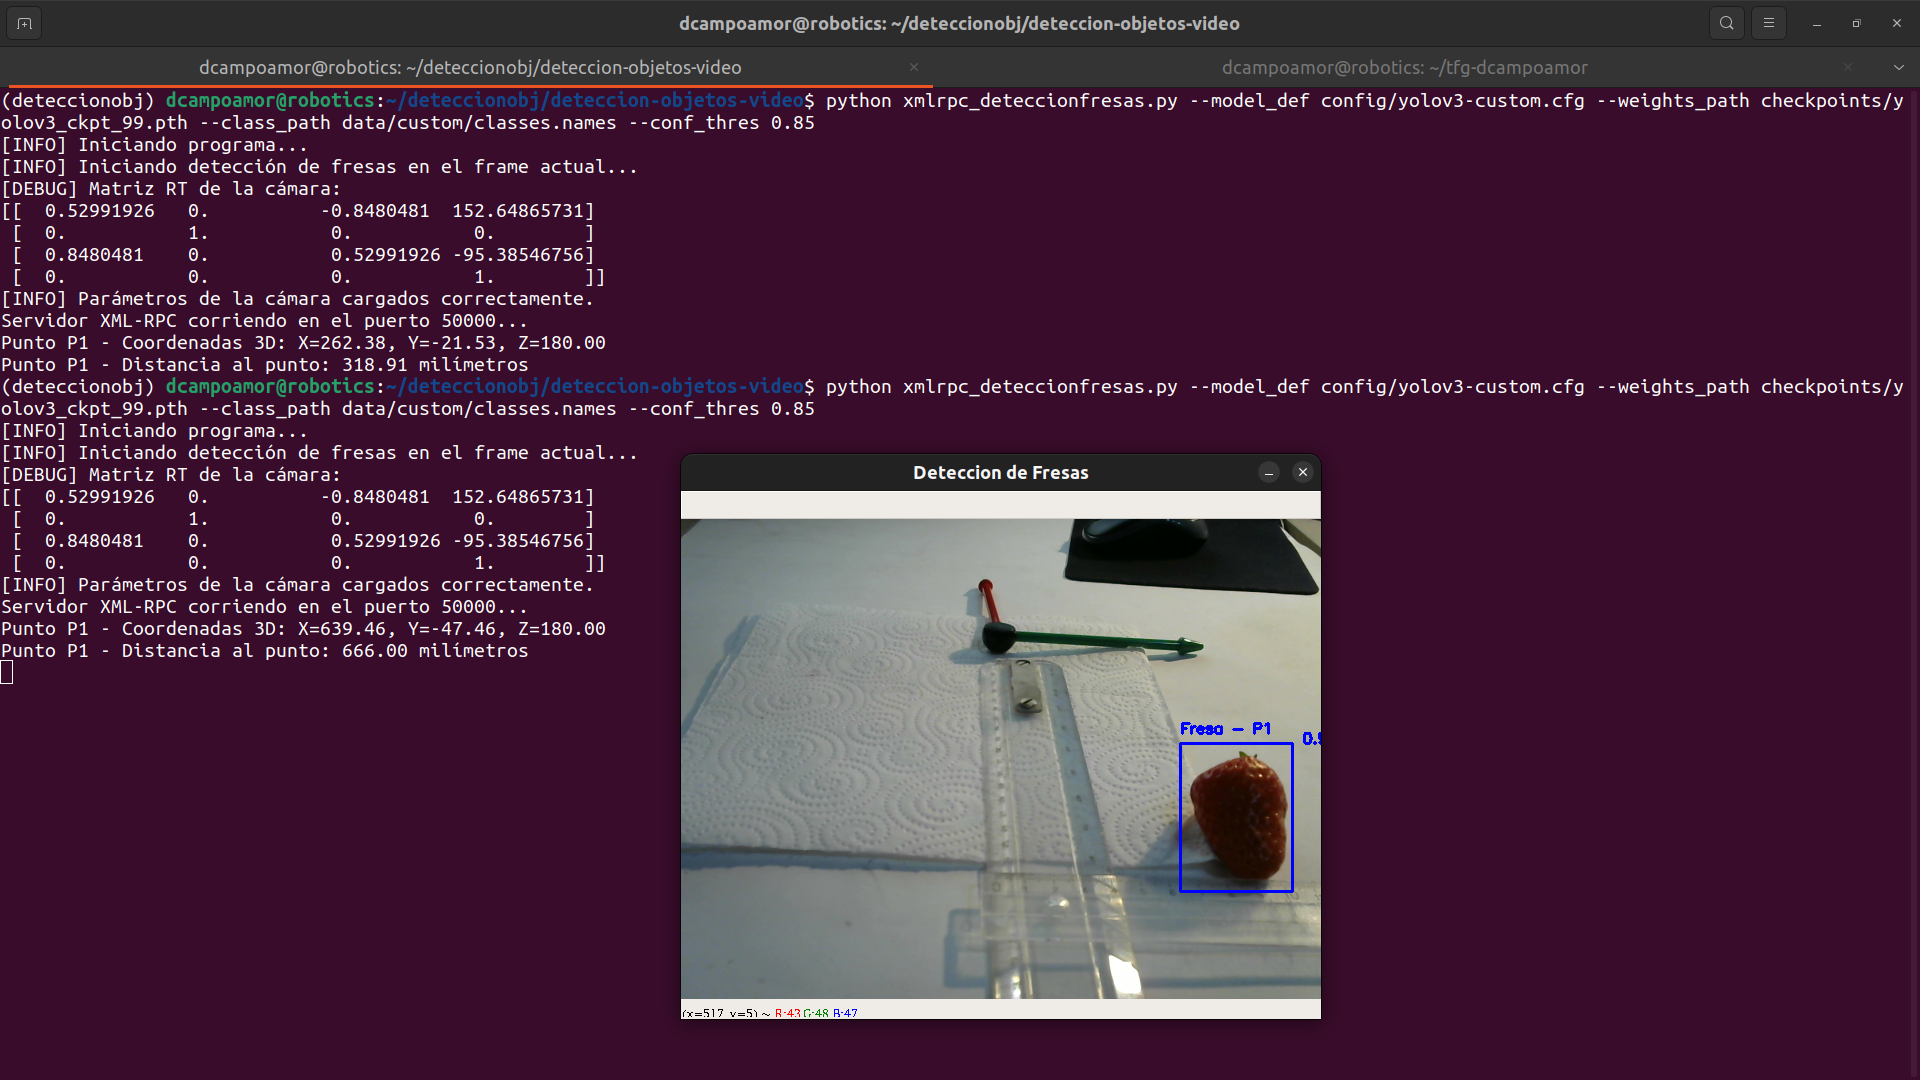 dcampoamor@robotics: ~/deteccionobj/deteccion-objetos-video
dcampoamor@robotics: ~/deteccionobj/deteccion-objetos-video
dcampoamor@robotics: ~/tfg-dcampoamor
(deteccionobj) dcampoamor@robotics:~/deteccionobj/deteccion-objetos-video$ python xmlrpc_deteccionfresas.py --model_def config/yolov3-custom.cfg --weights_path checkpoints/y
olov3_ckpt_99.pth --class_path data/custom/classes.names --conf_thres 0.85
[INFO] Iniciando programa...
[INFO] Iniciando detección de fresas en el frame actual...
[DEBUG] Matriz RT de la cámara:
[[  0.52991926   0.          -0.8480481  152.64865731]
[  0.           1.           0.           0.        ]
[  0.8480481    0.           0.52991926 -95.38546756]
[  0.           0.           0.           1.        ]]
[INFO] Parámetros de la cámara cargados correctamente.
Servidor XML-RPC corriendo en el puerto 50000...
Punto P1 - Coordenadas 3D: X=262.38, Y=-21.53, Z=180.00
Punto P1 - Distancia al punto: 318.91 milímetros
(deteccionobj) dcampoamor@robotics:~/deteccionobj/deteccion-objetos-video$ python xmlrpc_deteccionfresas.py --model_def config/yolov3-custom.cfg --weights_path checkpoints/y
olov3_ckpt_99.pth --class_path data/custom/classes.names --conf_thres 0.85
[INFO] Iniciando programa...
[INFO] Iniciando detección de fresas en el frame actual...
[DEBUG] Matriz RT de la cámara:
[[  0.52991926   0.          -0.8480481  152.64865731]
[  0.           1.           0.           0.        ]
[  0.8480481    0.           0.52991926 -95.38546756]
[  0.           0.           0.           1.        ]]
[INFO] Parámetros de la cámara cargados correctamente.
Servidor XML-RPC corriendo en el puerto 50000...
Punto P1 - Coordenadas 3D: X=639.46, Y=-47.46, Z=180.00
Punto P1 - Distancia al punto: 666.00 milímetros
Deteccion de Fresas
Fresa - P1
(x=517, y=5) ~ R:43 G:48 B:47